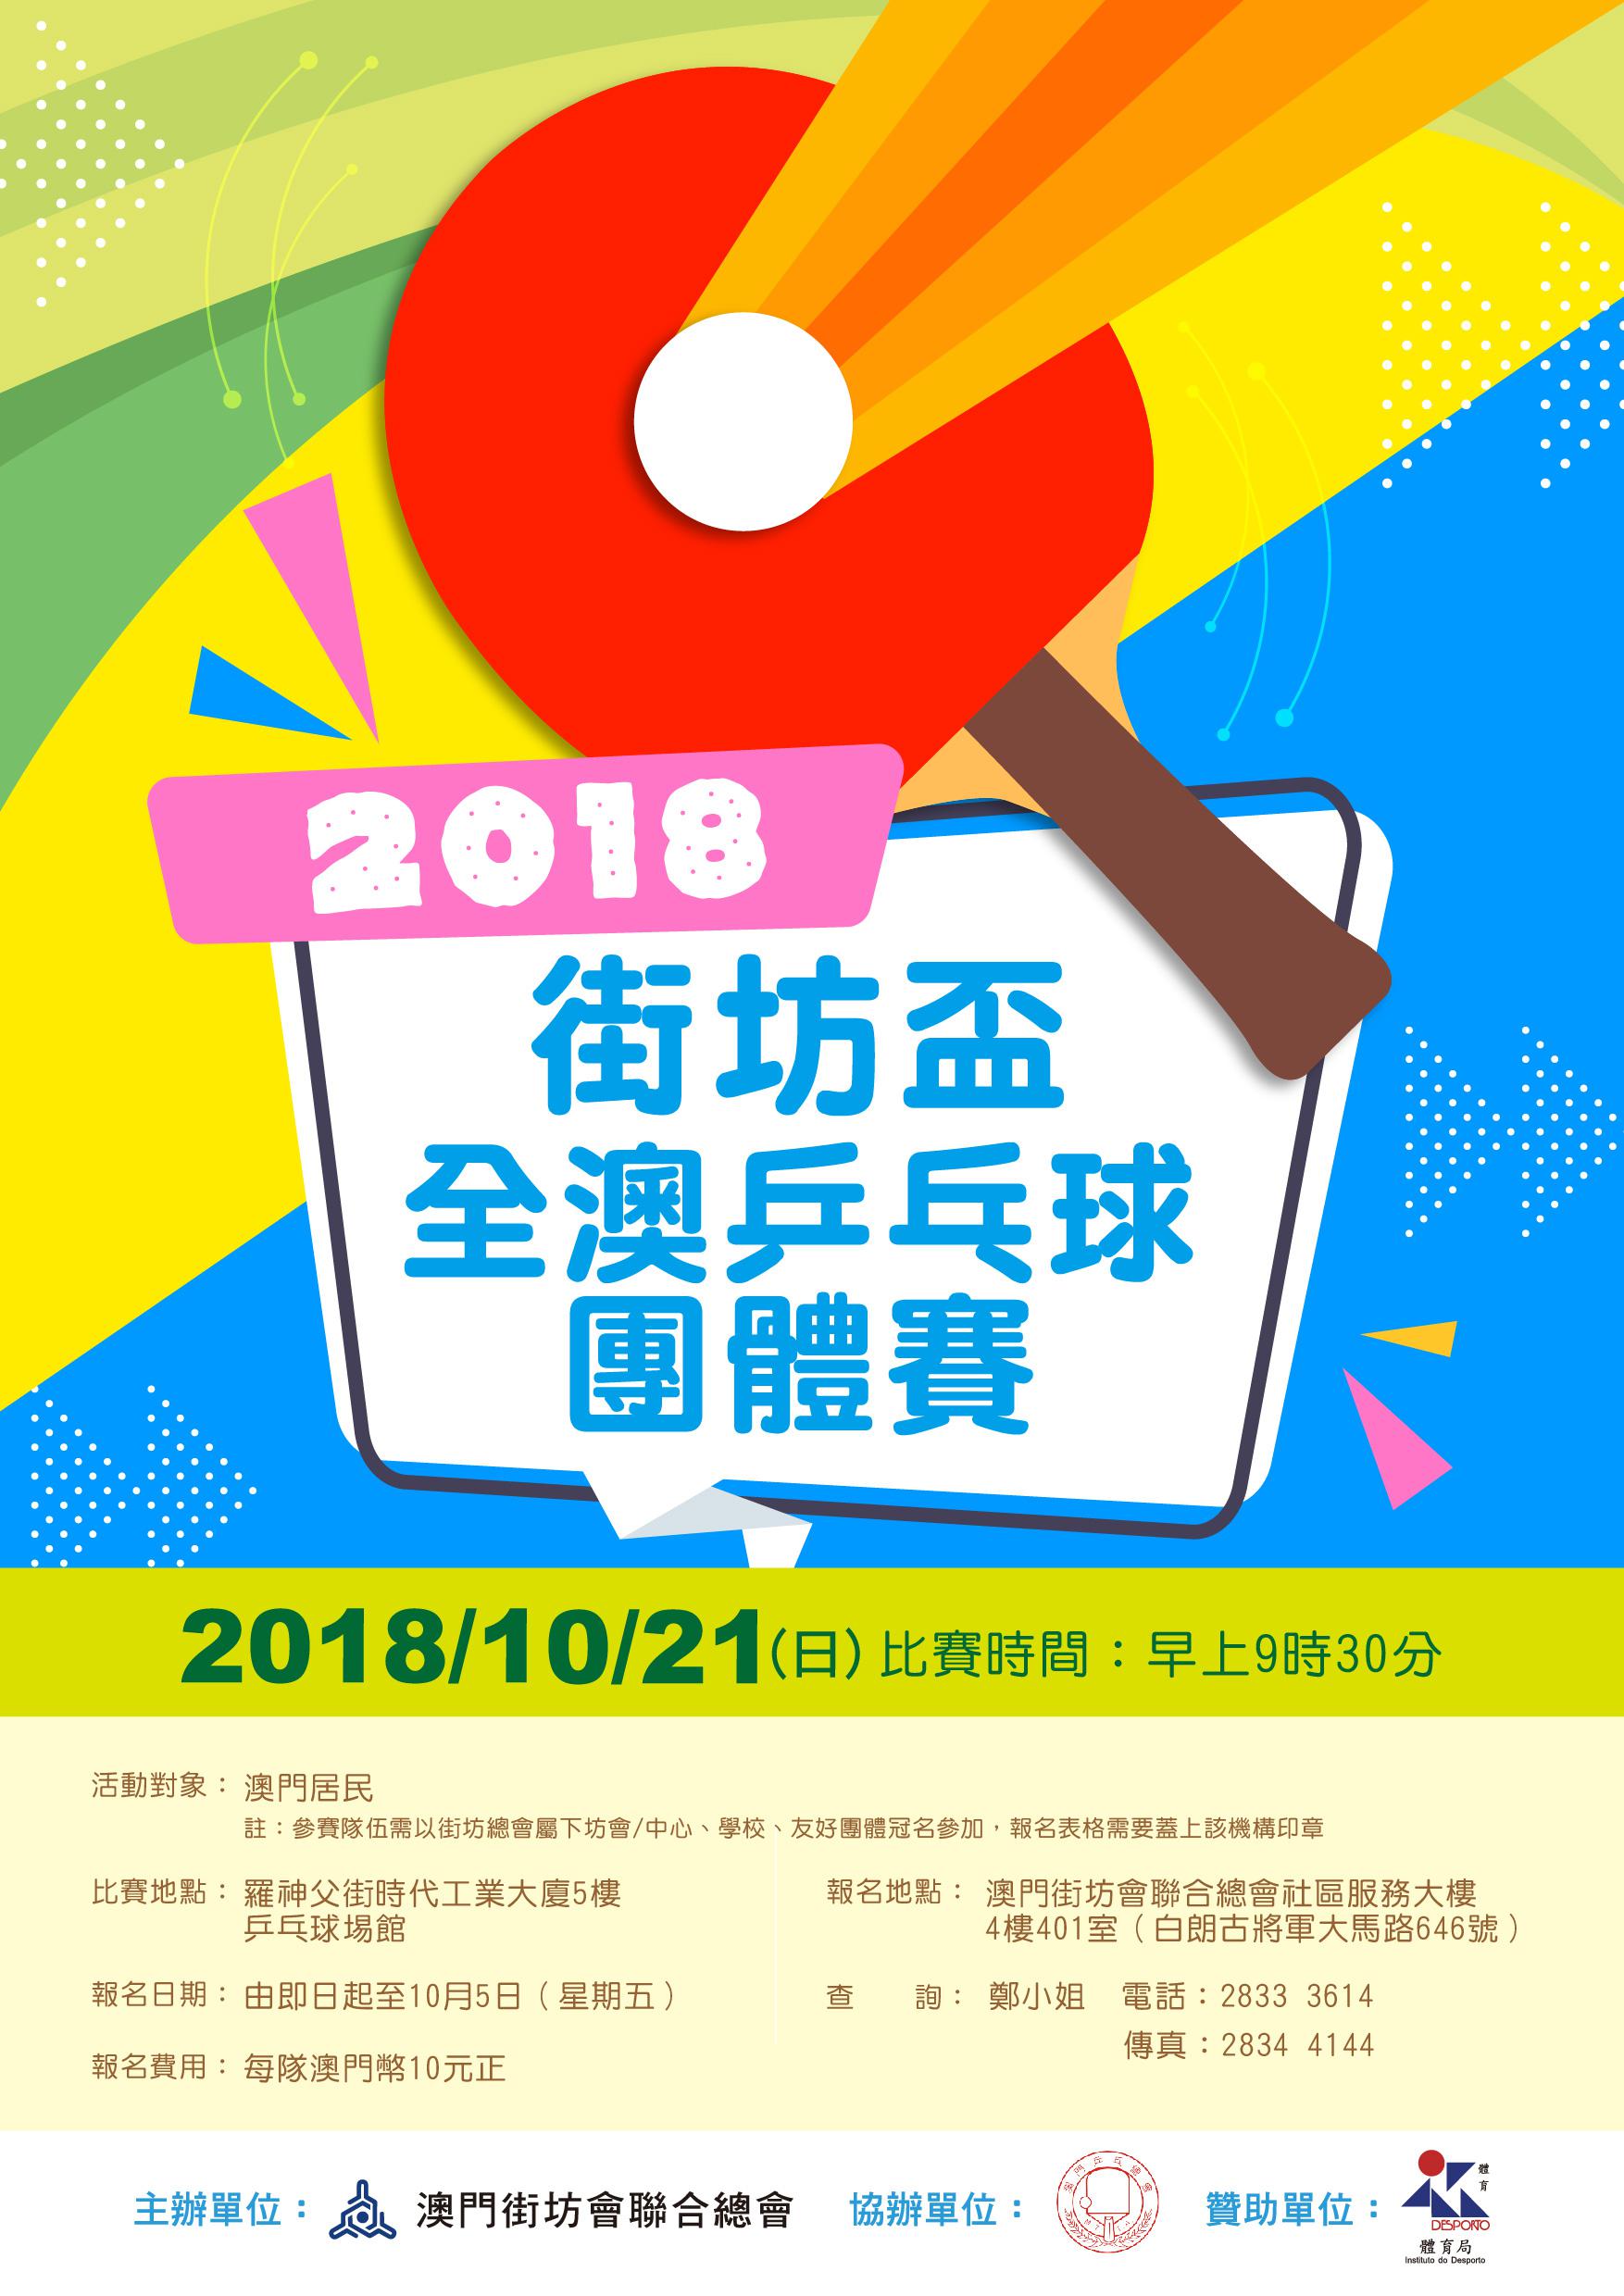 2018
街坊盃
全澳乒乓球
團體賽
2018/10/21(日) 比賽時間：早上9時30分
活動對象：澳門居民
註：參賽隊伍需以街坊總會屬下坊會/中心、學校、友好團體冠名參加，報名表格需要蓋上該機構印章
比賽地點：羅神父街時代工業大廈5樓
乒乓球場館
報名日期：由即日起至10月5日（星期五）
報名費用：每隊澳門幣10元正
報名地點：澳門街坊會聯合總會社區服務大樓
4樓401室（白朗古將軍大馬路646號）
查 詢：鄭小姐 電話：2833 3614
傳真：2834 4144
主辦單位：澳門街坊會聯合總會
協辦單位：
贊助單位：
體育
DESPORTO
體育局
Instituto do Desporto